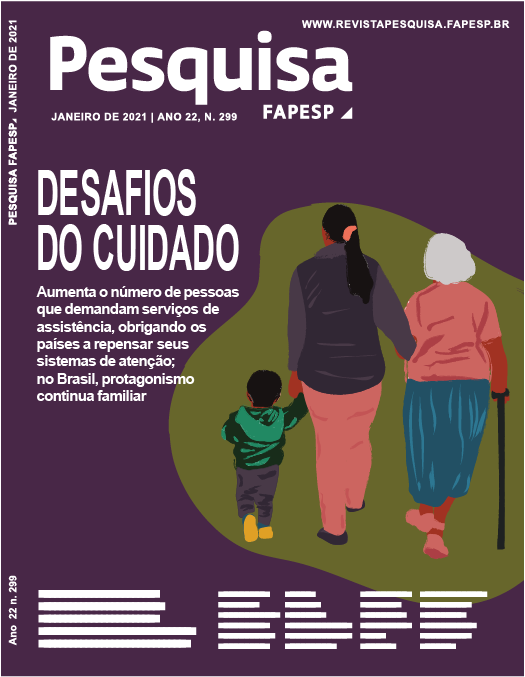 WWW.REVISTAPESQUISA.FAPESP.BR
Pesquisa
FAPESP
JANEIRO DE 2021 | ANO 22, N. 299
DESAFIOS
DO CUIDADO
Aumenta o número de pessoas
que demandam serviços de
assistência, obrigando os
países a repensar seus
sistemas de atenção;
no Brasil, protagonismo
continua familiar
PESQUISA FAPESP JANEIRO DE 2021
Ano 22 n. 299